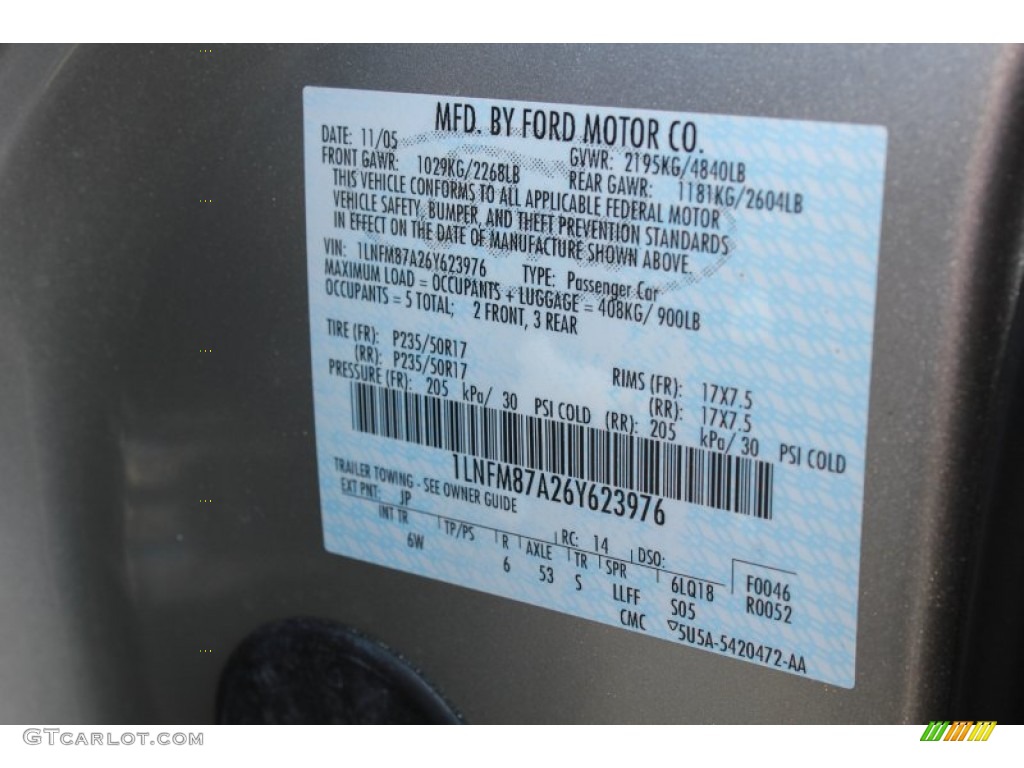 MFD. BY FORD MOTOR CO.
DATE: 11/05 GVWR: 2195KG/4840LB
FRONT GAWR: 1029KG/2268LB REAR GAWR: 1181KG/2604LB
THIS VEHICLE CONFORMS TO ALL APPLICABLE FEDERAL MOTOR
VEHICLE SAFETY, BUMPER, AND THEFT PREVENTION STANDARDS
IN EFFECT ON THE DATE OF MANUFACTURE SHOWN ABOVE.
VIN: 1LNFM87A26Y623976 TYPE: Passenger Car
MAXIMUM LOAD = OCCUPANTS + LUGGAGE = 408KG/ 900LB
OCCUPANTS = 5 TOTAL; 2 FRONT, 3 REAR
TIRE (FR): P235/50R17 RIMS (FR): 17X7.5
(RR): P235/50R17 (RR): 17X7.5
PRESSURE (FR): 205 kPa/ 30 PSI COLD (RR): 205 kPa/ 30 PSI COLD
1LNFM87A26Y623976
TRAILER TOWING - SEE OWNER GUIDE
EXT PNT: JP RC: 14 DSO:
INT TR TP/PS R AXLE TR SPR 6LQ18 F0046
6W 6 53 S LLFF S05 R0052
CMC 5U5A-5420472-AA
GTCarlot.com